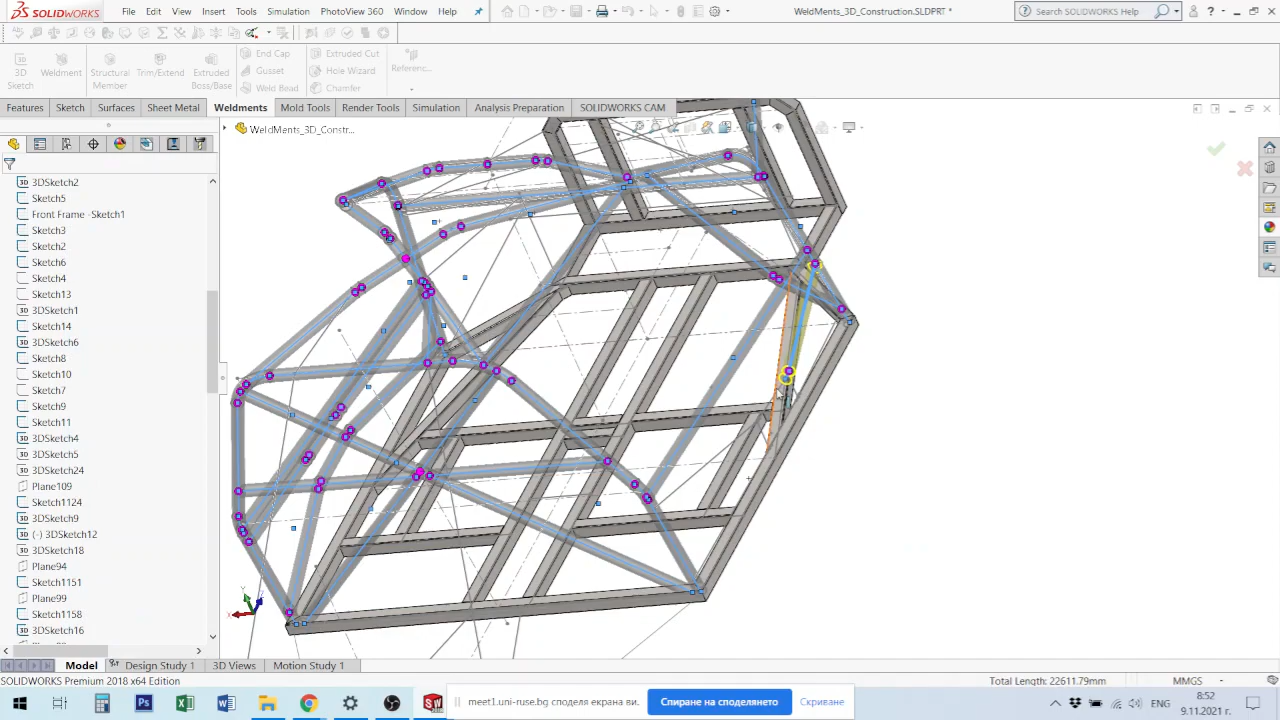 SOLIDWORKS File Edit View Insert Tools Simulation PhotoView 360 Window Help WeldMents_3D_Construction.SLDPRT * Search SOLIDWORKS Help
3D Sketch Weldment Structural Member Trim/Extend Extruded Boss/Base End Cap Extruded Cut Referenc...
Gusset Hole Wizard
Weld Bead Chamfer
Features Sketch Surfaces Sheet Metal Weldments Mold Tools Render Tools Simulation Analysis Preparation SOLIDWORKS CAM
WeldMents_3D_Constr...
3DSketch2
Sketch5
Front Frame -Sketch1
Sketch3
Sketch2
Sketch6
Sketch4
Sketch13
3DSketch1
Sketch14
3DSketch6
Sketch8
Sketch10
Sketch7
Sketch9
Sketch11
3DSketch4
3DSketch5
3DSketch24
Plane109
Sketch1124
3DSketch9
(-) 3DSketch12
3DSketch18
Plane94
Sketch1151
Plane99
Sketch1158
3DSketch16
Model Design Study 1 3D Views Motion Study 1
SOLIDWORKS Premium 2018 x64 Edition Total Length: 22611.79mm MMGS
meet1.uni-ruse.bg споделя екрана ви. Спиране на споделянето Скриване
ENG 8:52
9.11.2021 г.